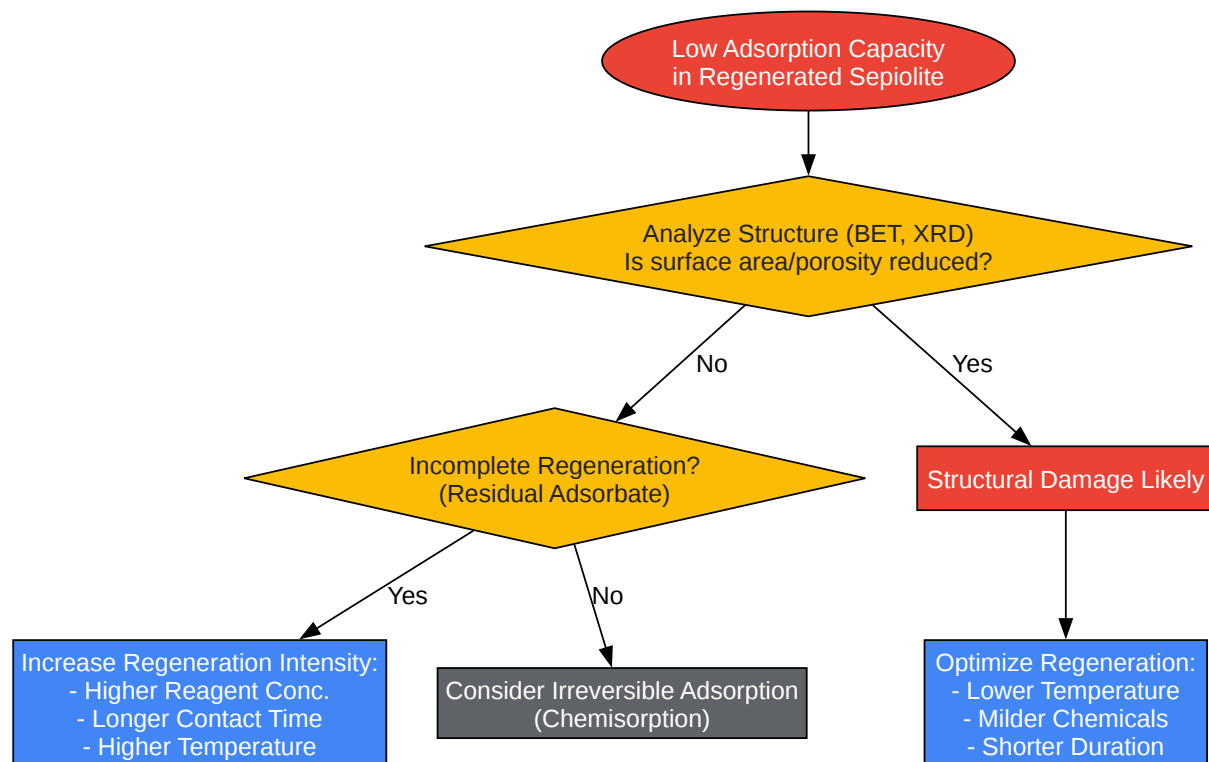 Low Adsorption Capacity
in Regenerated Sepiolite
Analyze Structure (BET, XRD)
Is surface area/porosity reduced?
No
Yes
Incomplete Regeneration?
(Residual Adsorbate)
Structural Damage Likely
Yes
No
Increase Regeneration Intensity:
- Higher Reagent Conc.
- Longer Contact Time
- Higher Temperature
Consider Irreversible Adsorption
(Chemisorption)
Optimize Regeneration:
- Lower Temperature
- Milder Chemicals
- Shorter Duration